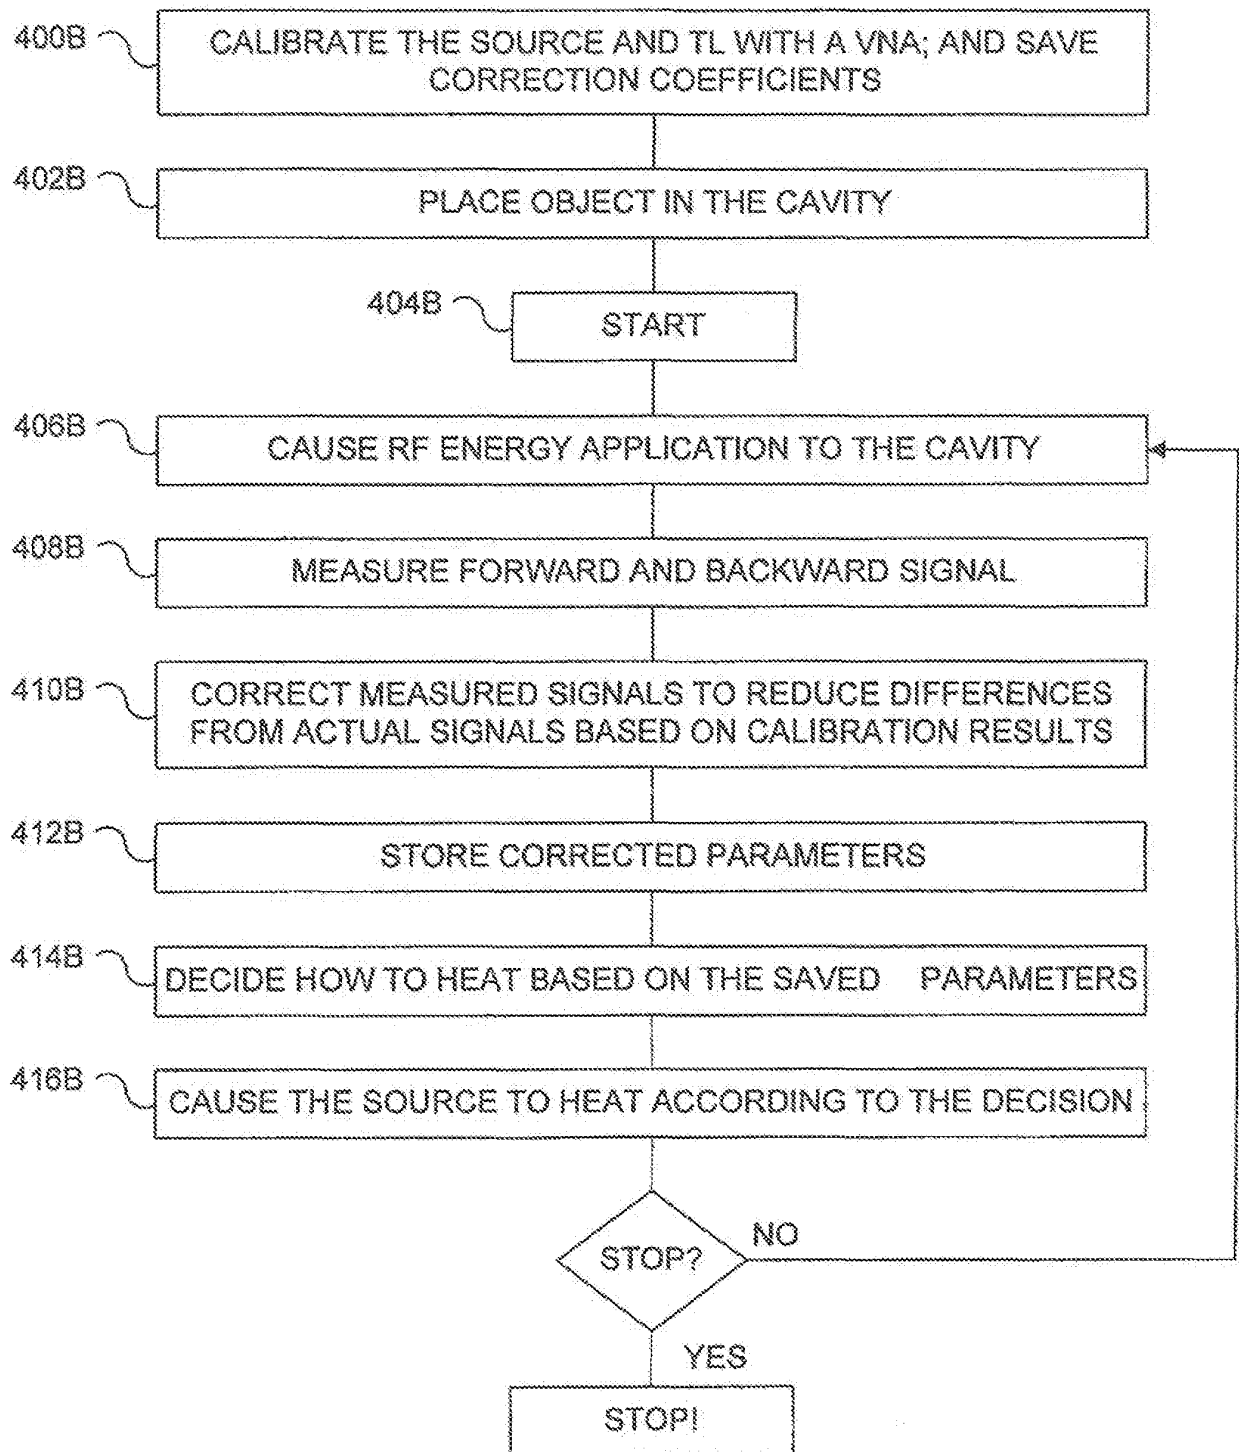 400B
CALIBRATE THE SOURCE AND TL WITH A VNA; AND SAVE
CORRECTION COEFFICIENTS
402B
PLACE OBJECT IN THE CAVITY
404B
START
406B
CAUSE RF ENERGY APPLICATION TO THE CAVITY
408B
MEASURE FORWARD AND BACKWARD SIGNAL
410B
CORRECT MEASURED SIGNALS TO REDUCE DIFFERENCES
FROM ACTUAL SIGNALS BASED ON CALIBRATION RESULTS
412B
STORE CORRECTED PARAMETERS
414B
DECIDE HOW TO HEAT BASED ON THE SAVED PARAMETERS
416B
CAUSE THE SOURCE TO HEAT ACCORDING TO THE DECISION
STOP?
NO
YES
STOP!